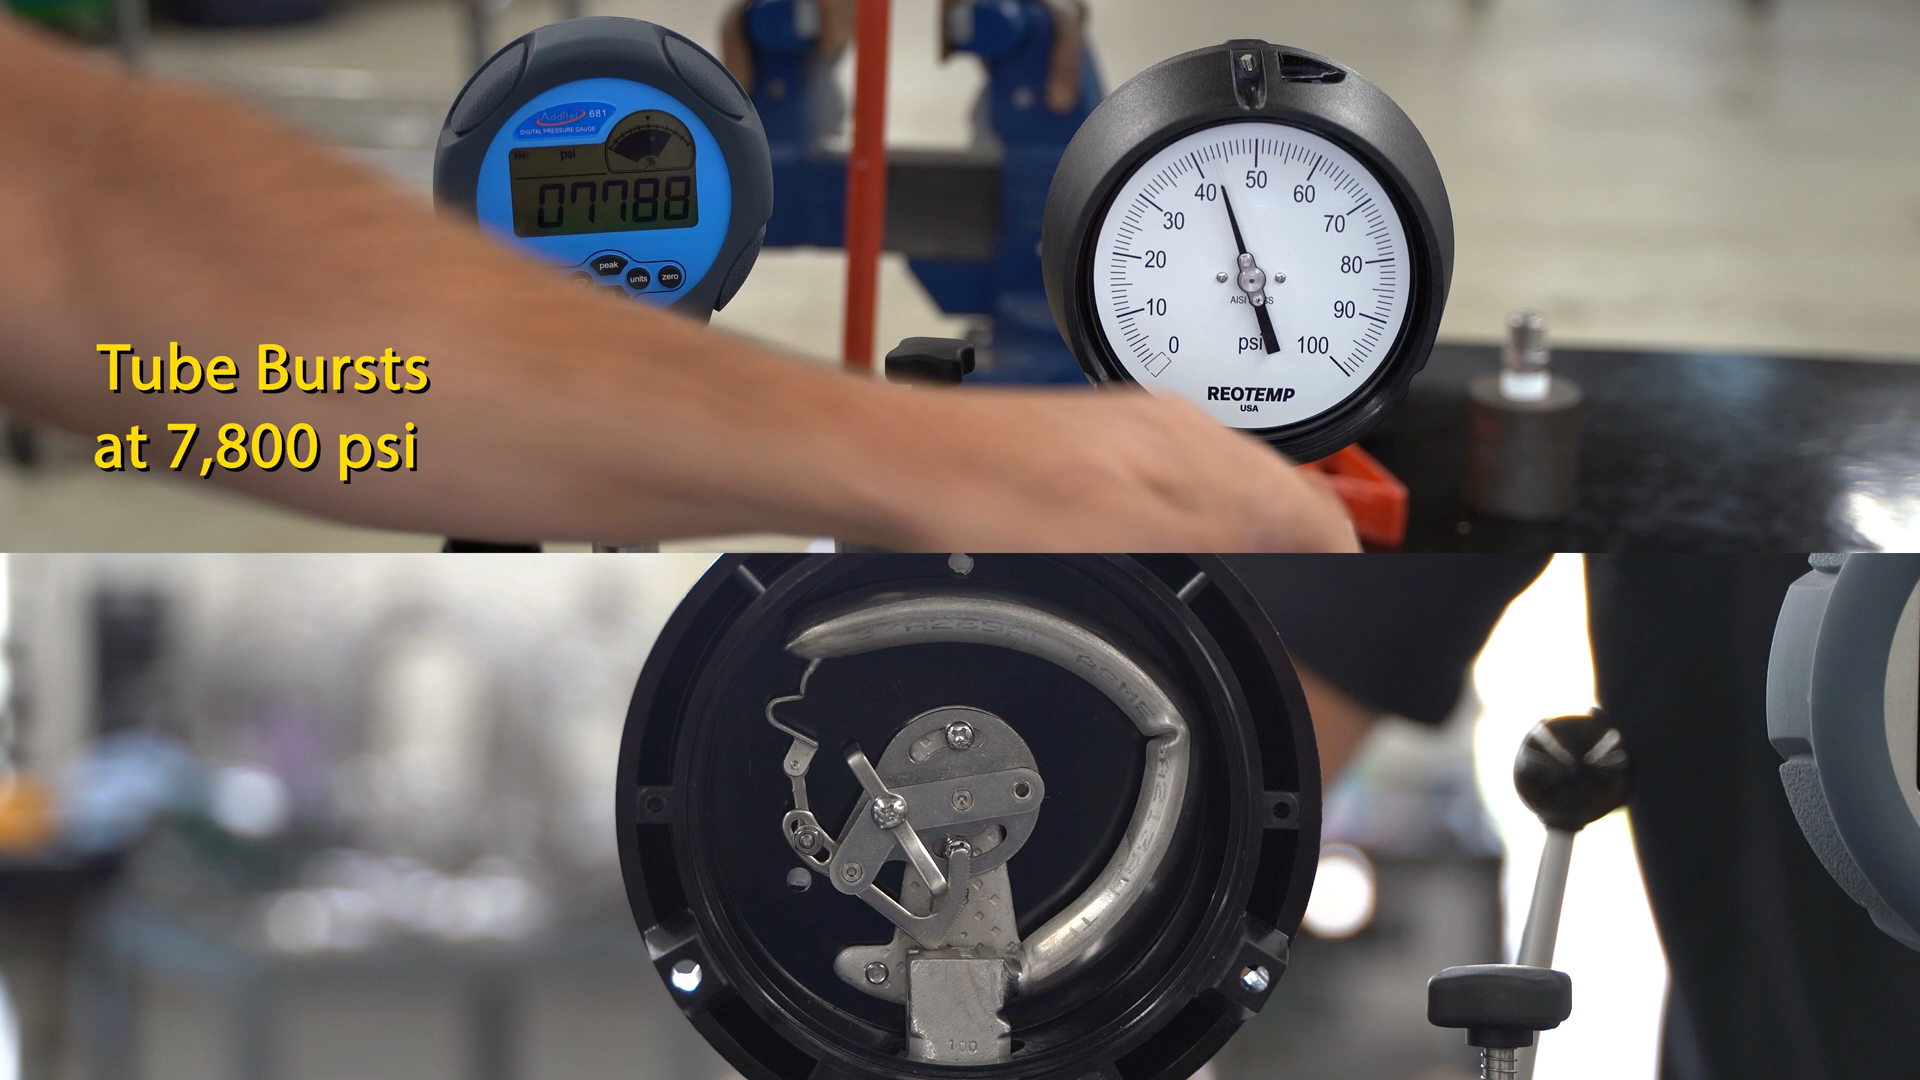 Additel 681
DIGITAL PRESSURE GAUGE
psi
%
07788
peak
units
zero
0
10
20
30
40
50
60
70
80
90
100
psi
REOTEMP
USA
Tube Bursts
at 7,800 psi
ACME
100